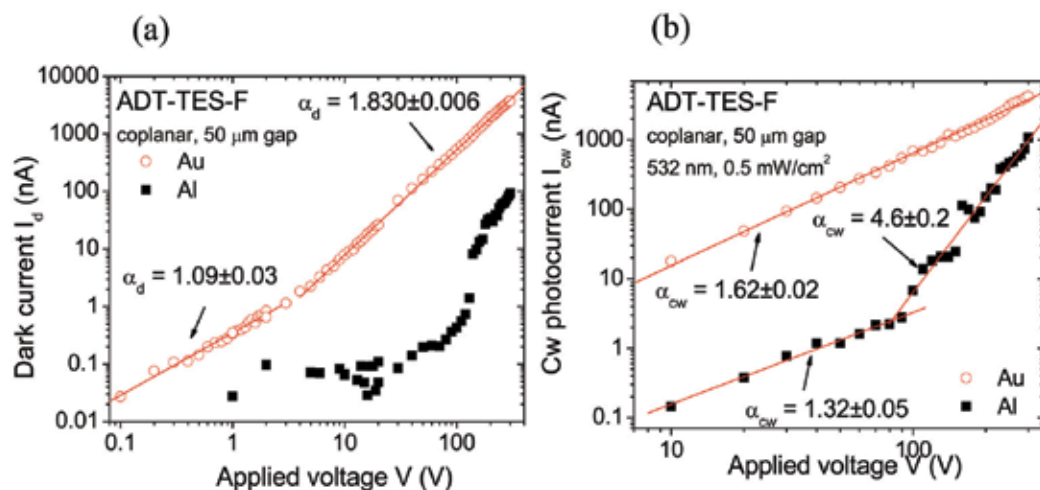 (a)
10000
1000
100
10
1
0.1
0.01
Dark current I_d (nA)
ADT-TES-F
coplanar, 50 μm gap
Au
Al
α_d = 1.830±0.006
α_d = 1.09±0.03
0.1
1
10
100
Applied voltage V (V)
(b)
1000
100
10
1
0.1
Cw photocurrent I_cw (nA)
ADT-TES-F
coplanar, 50 μm gap
532 nm, 0.5 mW/cm²
α_cw = 4.6±0.2
α_cw = 1.62±0.02
α_cw = 1.32±0.05
Au
Al
10
100
Applied voltage V (V)